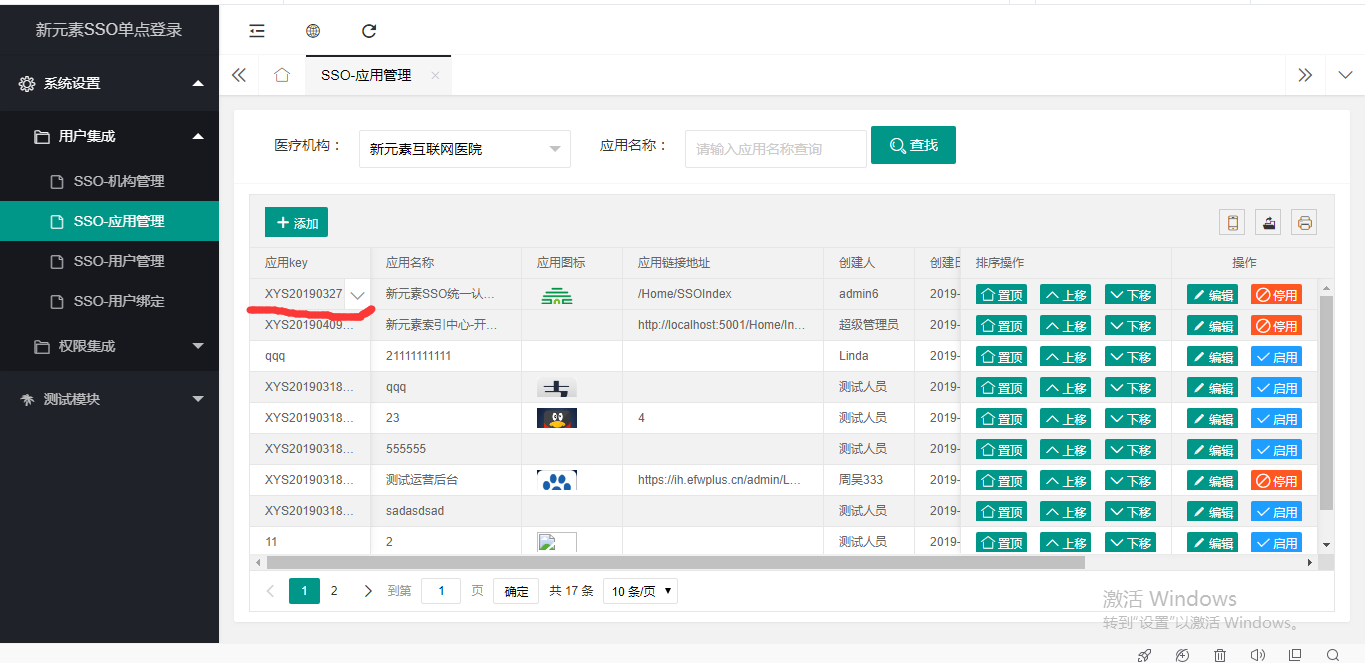 新元素SSO单点登录
系统设置
用户集成
SSO-机构管理
SSO-应用管理
SSO-用户管理
SSO-用户绑定
权限集成
测试模块
SSO-应用管理
医疗机构： 新元素互联网医院 应用名称： 请输入应用名称查询 查找
添加
应用key 应用名称 应用图标 应用链接地址 创建人 创建日 排序操作 操作
XYS20190327 新元素SSO统一认... /Home/SSOIndex admin6 2019- 置顶 上移 下移 编辑 停用
XYS20190409... 新元素索引中心-开... http://localhost:5001/Home/In... 超级管理员 2019- 置顶 上移 下移 编辑 停用
qqq 21111111111 Linda 2019- 置顶 上移 下移 编辑 启用
XYS20190318... qqq 测试人员 2019- 置顶 上移 下移 编辑 启用
XYS20190318... 23 4 测试人员 2019- 置顶 上移 下移 编辑 启用
XYS20190318... 555555 测试人员 2019- 置顶 上移 下移 编辑 启用
XYS20190318... 测试运营后台 https://ih.efwplus.cn/admin/L... 周吴333 2019- 置顶 上移 下移 编辑 停用
XYS20190318... sadasdsad 测试人员 2019- 置顶 上移 下移 编辑 启用
11 2 测试人员 2019- 置顶 上移 下移 编辑 启用
1 2 到第 1 页 确定 共 17 条 10 条/页
激活 Windows
转到"设置"以激活 Windows。